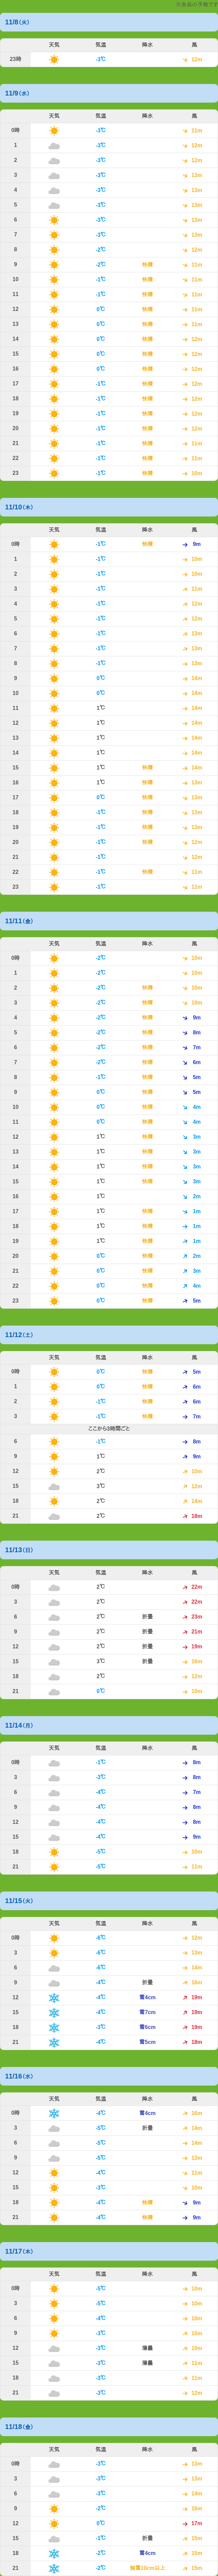 11/8(火)
天気 気温 降水 風
23時 -3℃ 12m
11/9(水)
天気 気温 降水 風
0時 -3℃ 11m
1 -3℃ 12m
2 -3℃ 12m
3 -3℃ 13m
4 -3℃ 13m
5 -3℃ 13m
6 -3℃ 13m
7 -3℃ 13m
8 -2℃ 12m
9 -2℃ 快晴 11m
10 -1℃ 快晴 11m
11 -1℃ 快晴 11m
12 0℃ 快晴 11m
13 0℃ 快晴 11m
14 0℃ 快晴 12m
15 0℃ 快晴 12m
16 0℃ 快晴 12m
17 -1℃ 快晴 12m
18 -1℃ 快晴 12m
19 -1℃ 快晴 12m
20 -1℃ 快晴 12m
21 -1℃ 快晴 11m
22 -1℃ 快晴 11m
23 -1℃ 快晴 10m
11/10(木)
天気 気温 降水 風
0時 -1℃ 快晴 9m
1 -1℃ 10m
2 -1℃ 10m
3 -1℃ 11m
4 -1℃ 12m
5 -1℃ 12m
6 -1℃ 13m
7 -1℃ 13m
8 -1℃ 13m
9 0℃ 14m
10 0℃ 14m
11 1℃ 14m
12 1℃ 14m
13 1℃ 14m
14 1℃ 14m
15 1℃ 快晴 14m
16 1℃ 快晴 13m
17 0℃ 快晴 13m
18 -1℃ 快晴 13m
19 -1℃ 快晴 13m
20 -1℃ 快晴 12m
21 -1℃ 12m
22 -1℃ 快晴 11m
23 -1℃ 11m
11/11(金)
天気 気温 降水 風
0時 -2℃ 10m
1 -2℃ 10m
2 -2℃ 快晴 10m
3 -2℃ 快晴 10m
4 -2℃ 快晴 9m
5 -2℃ 快晴 8m
6 -2℃ 快晴 7m
7 -2℃ 快晴 6m
8 -1℃ 快晴 5m
9 0℃ 快晴 5m
10 0℃ 快晴 4m
11 0℃ 快晴 4m
12 1℃ 快晴 3m
13 1℃ 快晴 3m
14 1℃ 快晴 3m
15 1℃ 快晴 3m
16 1℃ 2m
17 1℃ 快晴 1m
18 1℃ 快晴 1m
19 1℃ 快晴 1m
20 0℃ 快晴 2m
21 0℃ 快晴 3m
22 0℃ 快晴 4m
23 0℃ 快晴 5m
11/12(土)
天気 気温 降水 風
0時 0℃ 快晴 5m
1 0℃ 快晴 6m
2 -1℃ 快晴 6m
3 -1℃ 快晴 7m
ここから3時間ごと
6 -1℃ 8m
9 1℃ 9m
12 2℃ 10m
15 3℃ 12m
18 2℃ 14m
21 2℃ 18m
11/13(日)
天気 気温 降水 風
0時 2℃ 22m
3 2℃ 22m
6 2℃ 折曇 23m
9 2℃ 折曇 21m
12 2℃ 折曇 19m
15 3℃ 折曇 16m
18 2℃ 12m
21 0℃ 10m
11/14(月)
天気 気温 降水 風
0時 -1℃ 8m
3 -3℃ 8m
6 -4℃ 7m
9 -4℃ 8m
12 -4℃ 8m
15 -4℃ 9m
18 -5℃ 10m
21 -5℃ 11m
11/15(火)
天気 気温 降水 風
0時 -6℃ 12m
3 -6℃ 13m
6 -6℃ 14m
9 -4℃ 折曇 16m
12 -4℃ 雪4cm 19m
15 -4℃ 雪7cm 19m
18 -3℃ 雪6cm 19m
21 -4℃ 雪5cm 18m
11/16(水)
天気 気温 降水 風
0時 -4℃ 雪4cm 16m
3 -5℃ 折曇 14m
6 -5℃ 14m
9 -5℃ 13m
12 -4℃ 11m
15 -3℃ 10m
18 -4℃ 快晴 9m
21 -4℃ 快晴 9m
11/17(木)
天気 気温 降水 風
0時 -5℃ 10m
3 -5℃ 10m
6 -4℃ 10m
9 -3℃ 10m
12 -3℃ 薄曇 10m
15 -3℃ 薄曇 11m
18 -3℃ 11m
21 -3℃ 12m
11/18(金)
天気 気温 降水 風
0時 -3℃ 13m
3 -3℃ 13m
6 -3℃ 14m
9 -2℃ 16m
12 0℃ 17m
15 -1℃ 折曇 15m
18 -2℃ 雪4cm 15m
21 -2℃ 強雪10cm以上 15m